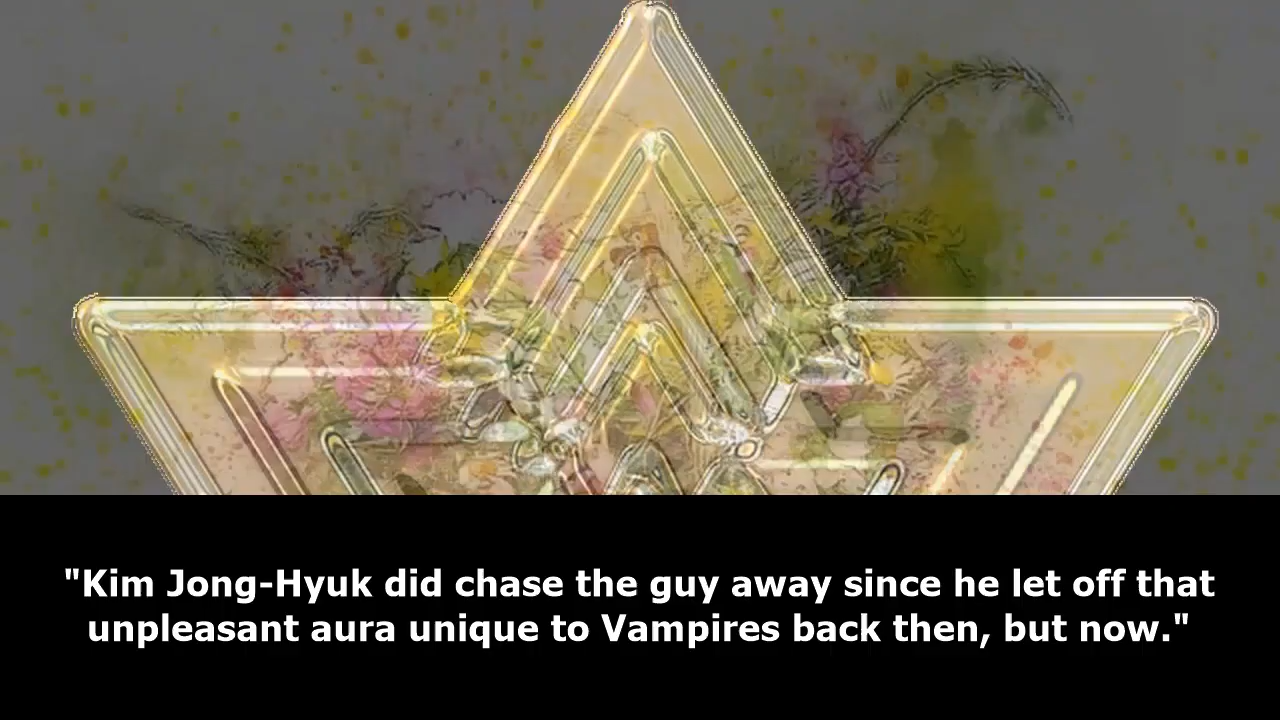 "Kim Jong-Hyuk did chase the guy away since he let off that
unpleasant aura unique to Vampires back then, but now."